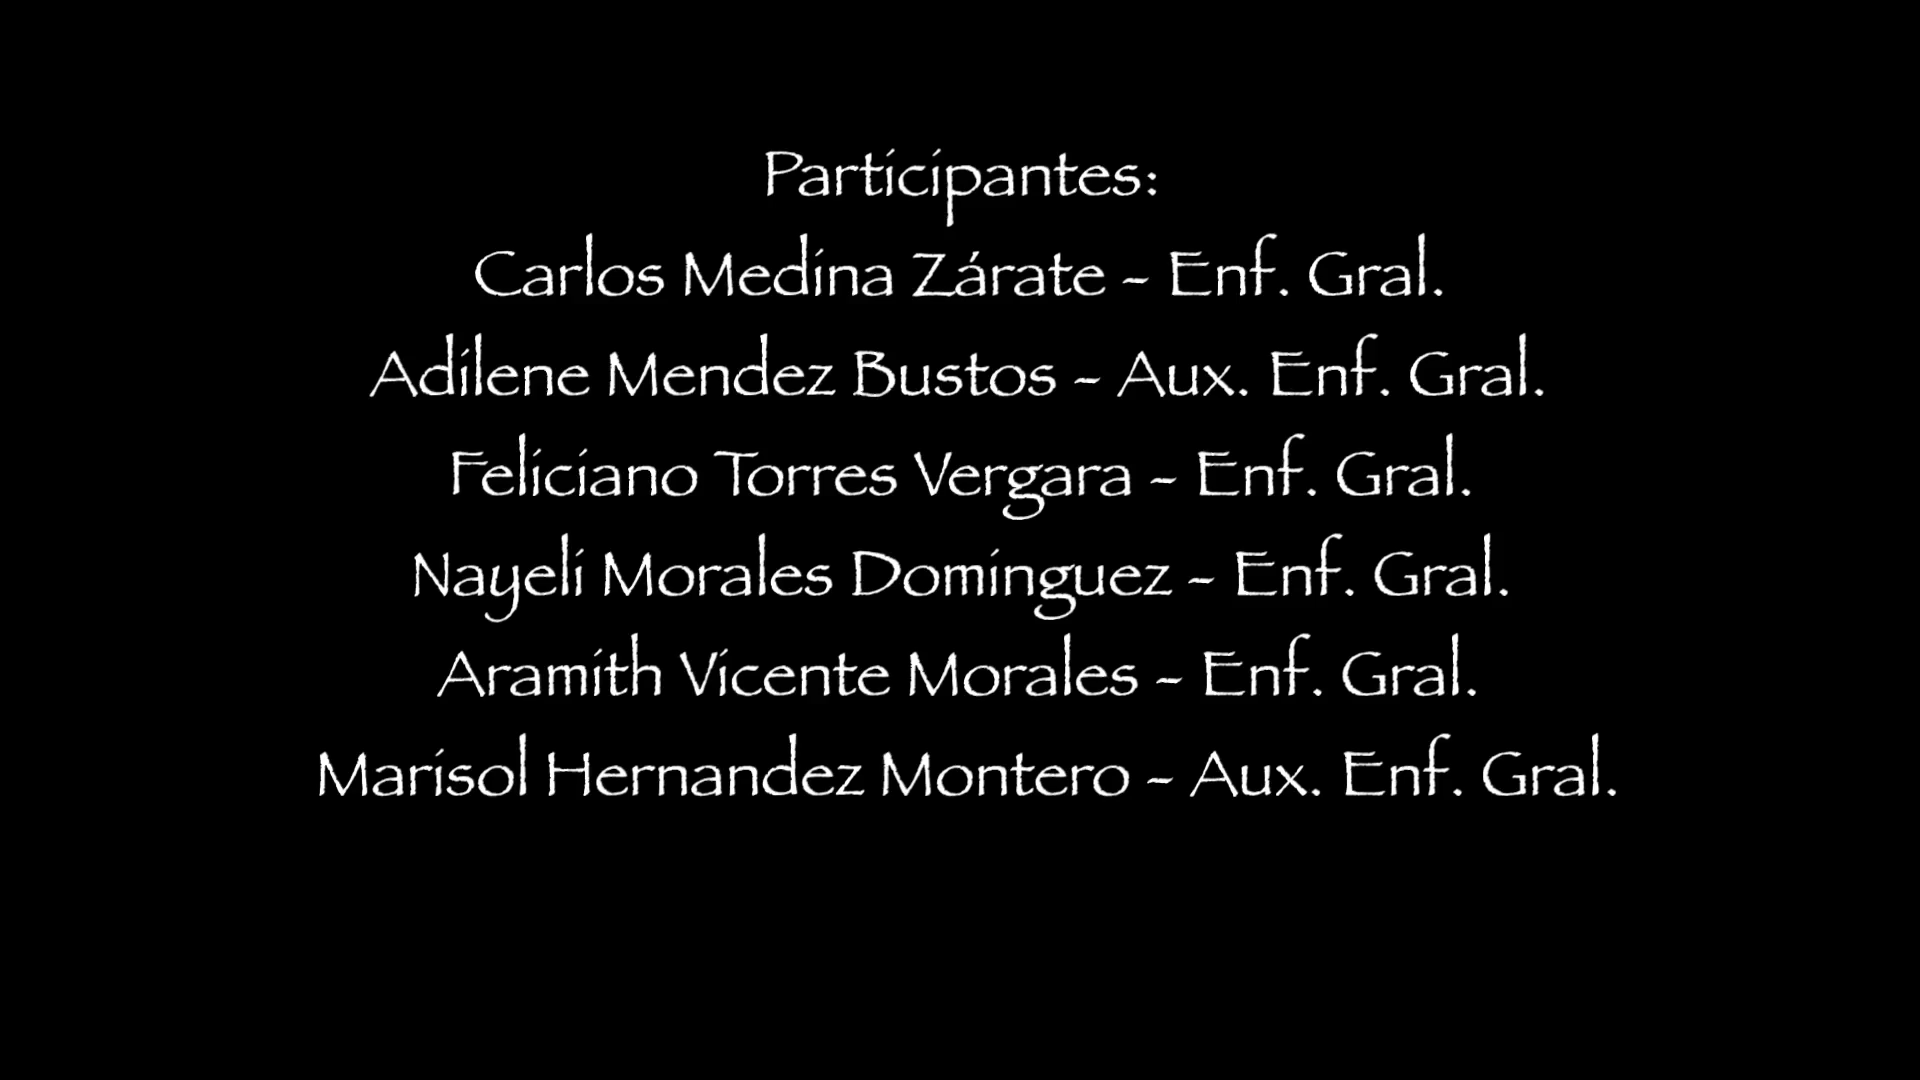 Participantes:
Carlos Medina Zárate - Enf. Gral.
Adilene Mendez Bustos - Aux. Enf. Gral.
Feliciano Torres Vergara - Enf. Gral.
Nayeli Morales Dominguez - Enf. Gral.
Aramith Vicente Morales - Enf. Gral.
Marisol Hernandez Montero - Aux. Enf. Gral.